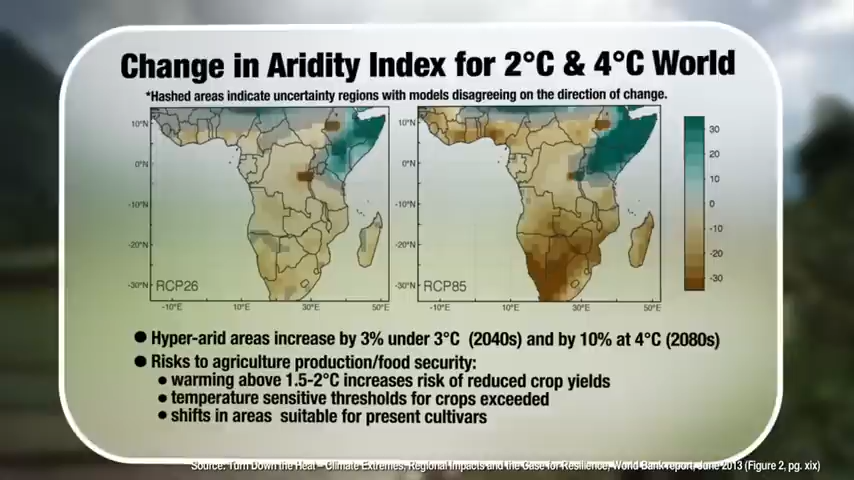 Change in Aridity Index for 2°C & 4°C World
*Hashed areas indicate uncertainty regions with models disagreeing on the direction of change.
10°N
0°N
-10°N
-20°N
-30°N
RCP26
10°W
10°E
30°E
50°E
10°N
0°N
-10°N
-20°N
-30°N
RCP85
10°W
10°E
30°E
50°E
30
20
10
0
-10
-20
-30
● Hyper-arid areas increase by 3% under 3°C (2040s) and by 10% at 4°C (2080s)
● Risks to agriculture production/food security:
● warming above 1.5-2°C increases risk of reduced crop yields
● temperature sensitive thresholds for crops exceeded
● shifts in areas suitable for present cultivars
Source: Turn Down the Heat – Climate Extremes, Regional Impacts and the Case for Resilience, World Bank report, June 2013 (Figure 2, pg. xix)